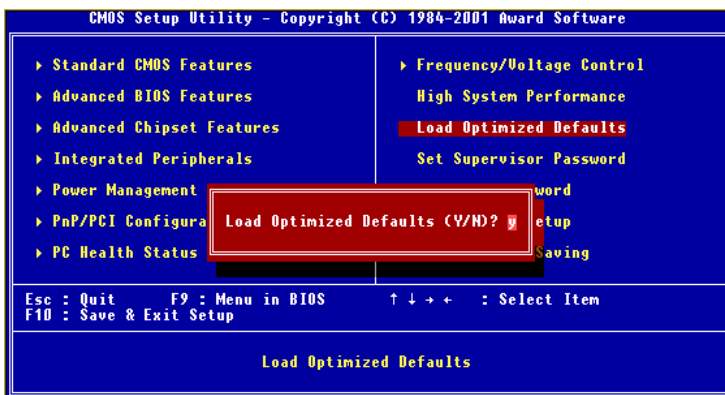 CMOS Setup Utility - Copyright (C) 1984-2001 Award Software
▸ Standard CMOS Features
▸ Advanced BIOS Features
▸ Advanced Chipset Features
▸ Integrated Peripherals
▸ Power Management
▸ PnP/PCI Configura
▸ PC Health Status
▸ Frequency/Voltage Control
High System Performance
Load Optimized Defaults
Set Supervisor Password
word
etup
Saving
Load Optimized Defaults (Y/N)? y
Esc : Quit F9 : Menu in BIOS ↑ ↓ → ← : Select Item
F10 : Save & Exit Setup
Load Optimized Defaults